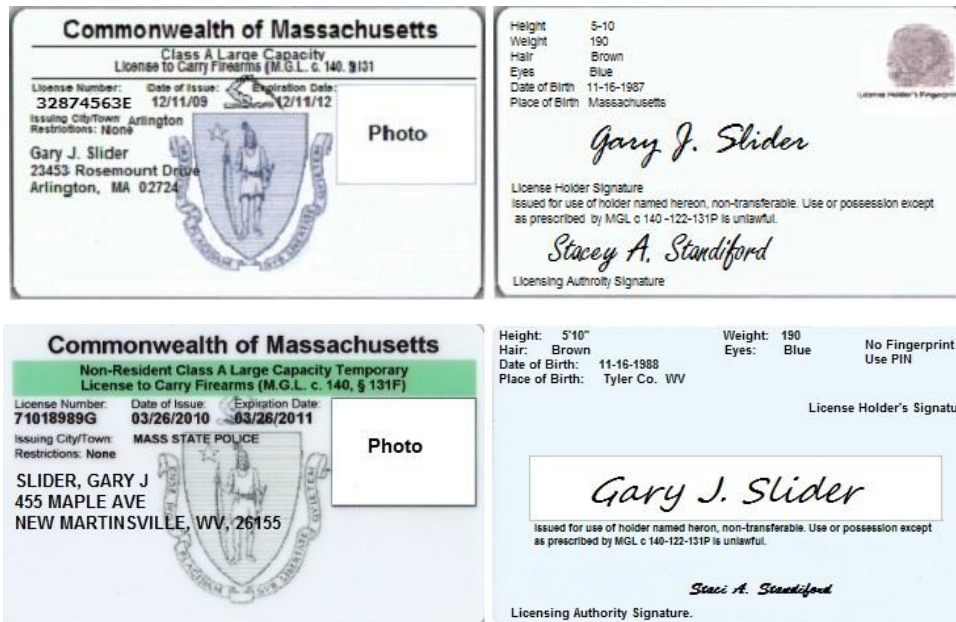 Commonwealth of Massachusetts
Class A Large Capacity
License to Carry Firearms (M.G.L. c. 140. §131
License Number: Date of Issue: Expiration Date:
32874563E 12/11/09 12/11/12
Issuing City/Town Arlington
Restrictions: None
Gary J. Slider
23453 Rosemount Drive
Arlington, MA 02724
Photo
Height 5-10
Weight 190
Hair Brown
Eyes Blue
Date of Birth 11-16-1987
Place of Birth Massachusetts
License Holder's Fingerprint
Gary J. Slider
License Holder Signature
Issued for use of holder named hereon, non-transferable. Use or possession except
as prescribed by MGL c 140 -122-131P is unlawful.
Stacey A. Standiford
Licensing Authroity Signature
Commonwealth of Massachusetts
Non-Resident Class A Large Capacity Temporary
License to Carry Firearms (M.G.L. c. 140, § 131F)
License Number: Date of Issue: Expiration Date:
71018989G 03/26/2010 03/26/2011
Issuing City/Town: MASS STATE POLICE
Restrictions: None
SLIDER, GARY J
455 MAPLE AVE
NEW MARTINSVILLE, WV, 26155
Photo
Height: 5'10" Weight: 190
Hair: Brown Eyes: Blue
Date of Birth: 11-16-1988
Place of Birth: Tyler Co. WV
No Fingerprint
Use PIN
License Holder's Signatu
Gary J. Slider
Issued for use of holder named heron, non-transferable. Use or possession except
as prescribed by MGL c 140-122-131P is unlawful.
Staci A. Standiford
Licensing Authority Signature.